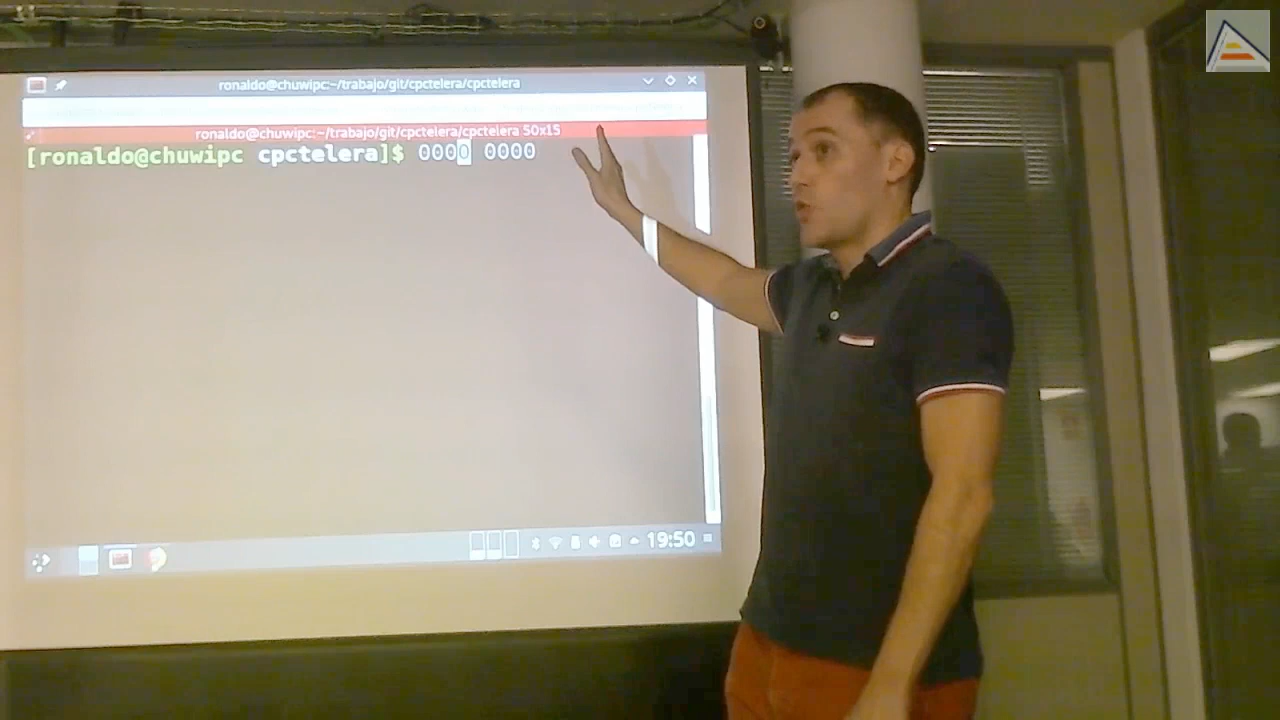 ronaldo@chuwipc:~/trabajo/git/cpctelera/cpctelera
ronaldo@chuwipc:~/trabajo/git/cpctelera/cpctelera 50x15
[ronaldo@chuwipc cpctelera]$ 0000 0000
19:50